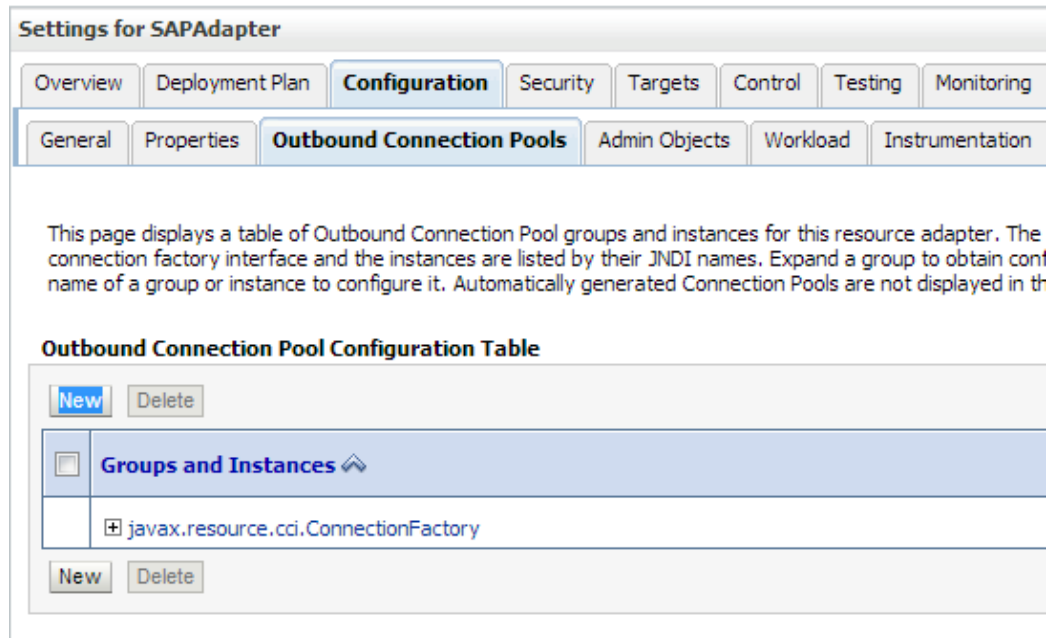 Settings for SAPAdapter
Overview Deployment Plan Configuration Security Targets Control Testing Monitoring
General Properties Outbound Connection Pools Admin Objects Workload Instrumentation
This page displays a table of Outbound Connection Pool groups and instances for this resource adapter. The
connection factory interface and the instances are listed by their JNDI names. Expand a group to obtain
name of a group or instance to configure it. Automatically generated Connection Pools are not displayed in
Outbound Connection Pool Configuration Table
New Delete
Groups and Instances
javax.resource.cci.ConnectionFactory
New Delete